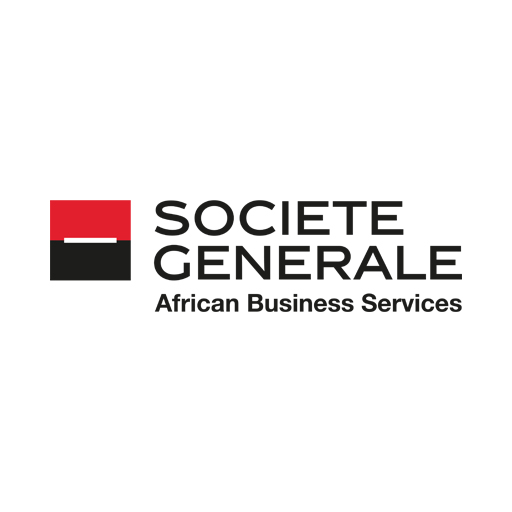 SOCIETE
GENERALE
African Business Services